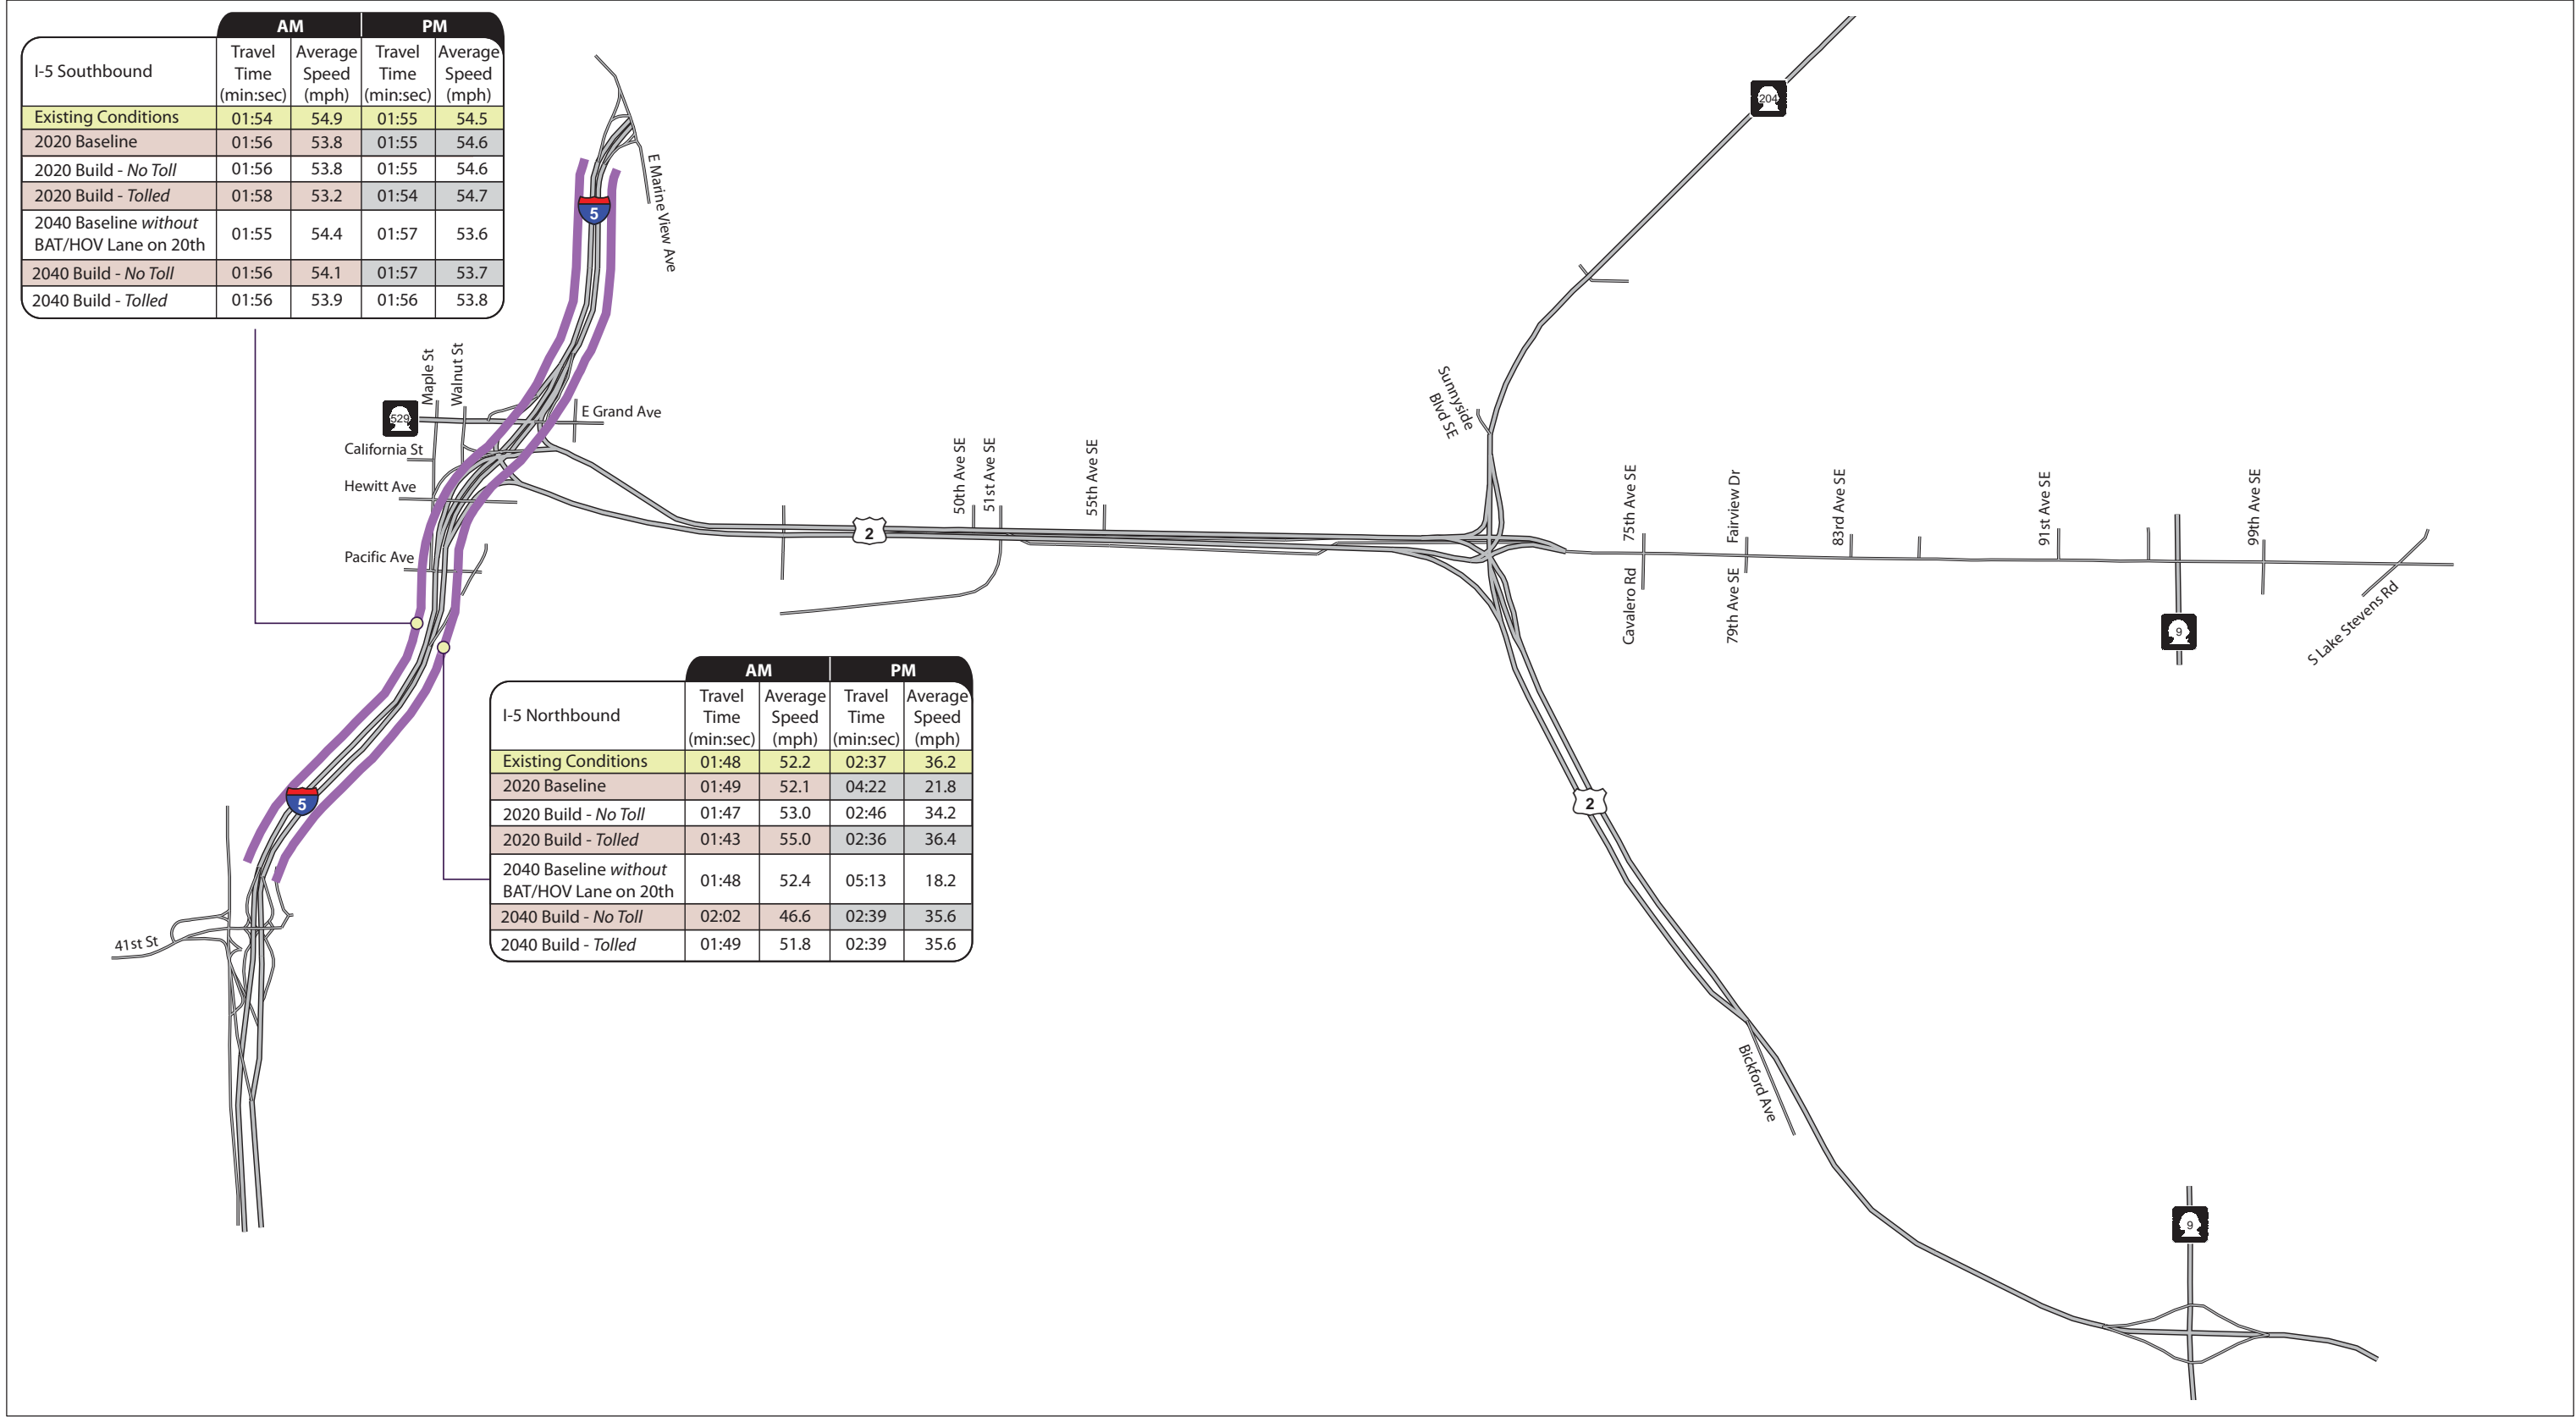 AM PM
I-5 Southbound
Travel Time (min:sec) Average Speed (mph) Travel Time (min:sec) Average Speed (mph)
Existing Conditions 01:54 54.9 01:55 54.5
2020 Baseline 01:56 53.8 01:55 54.6
2020 Build - No Toll 01:56 53.8 01:55 54.6
2020 Build - Tolled 01:58 53.2 01:54 54.7
2040 Baseline without
BAT/HOV Lane on 20th 01:55 54.4 01:57 53.6
2040 Build - No Toll 01:56 54.1 01:57 53.7
2040 Build - Tolled 01:56 53.9 01:56 53.8
204
E Marine View Ave
5
Maple St
Walnut St
529
E Grand Ave
California St
Hewitt Ave
Pacific Ave
2
50th Ave SE
51st Ave SE
55th Ave SE
Sunnyside
Blvd SE
75th Ave SE
Cavalero Rd
Fairview Dr
79th Ave SE
83rd Ave SE
91st Ave SE
99th Ave SE
9
S Lake Stevens Rd
AM PM
I-5 Northbound
Travel Time (min:sec) Average Speed (mph) Travel Time (min:sec) Average Speed (mph)
Existing Conditions 01:48 52.2 02:37 36.2
2020 Baseline 01:49 52.1 04:22 21.8
2020 Build - No Toll 01:47 53.0 02:46 34.2
2020 Build - Tolled 01:43 55.0 02:36 36.4
2040 Baseline without
BAT/HOV Lane on 20th 01:48 52.4 05:13 18.2
2040 Build - No Toll 02:02 46.6 02:39 35.6
2040 Build - Tolled 01:49 51.8 02:39 35.6
5
2
41st St
Bickford Ave
9